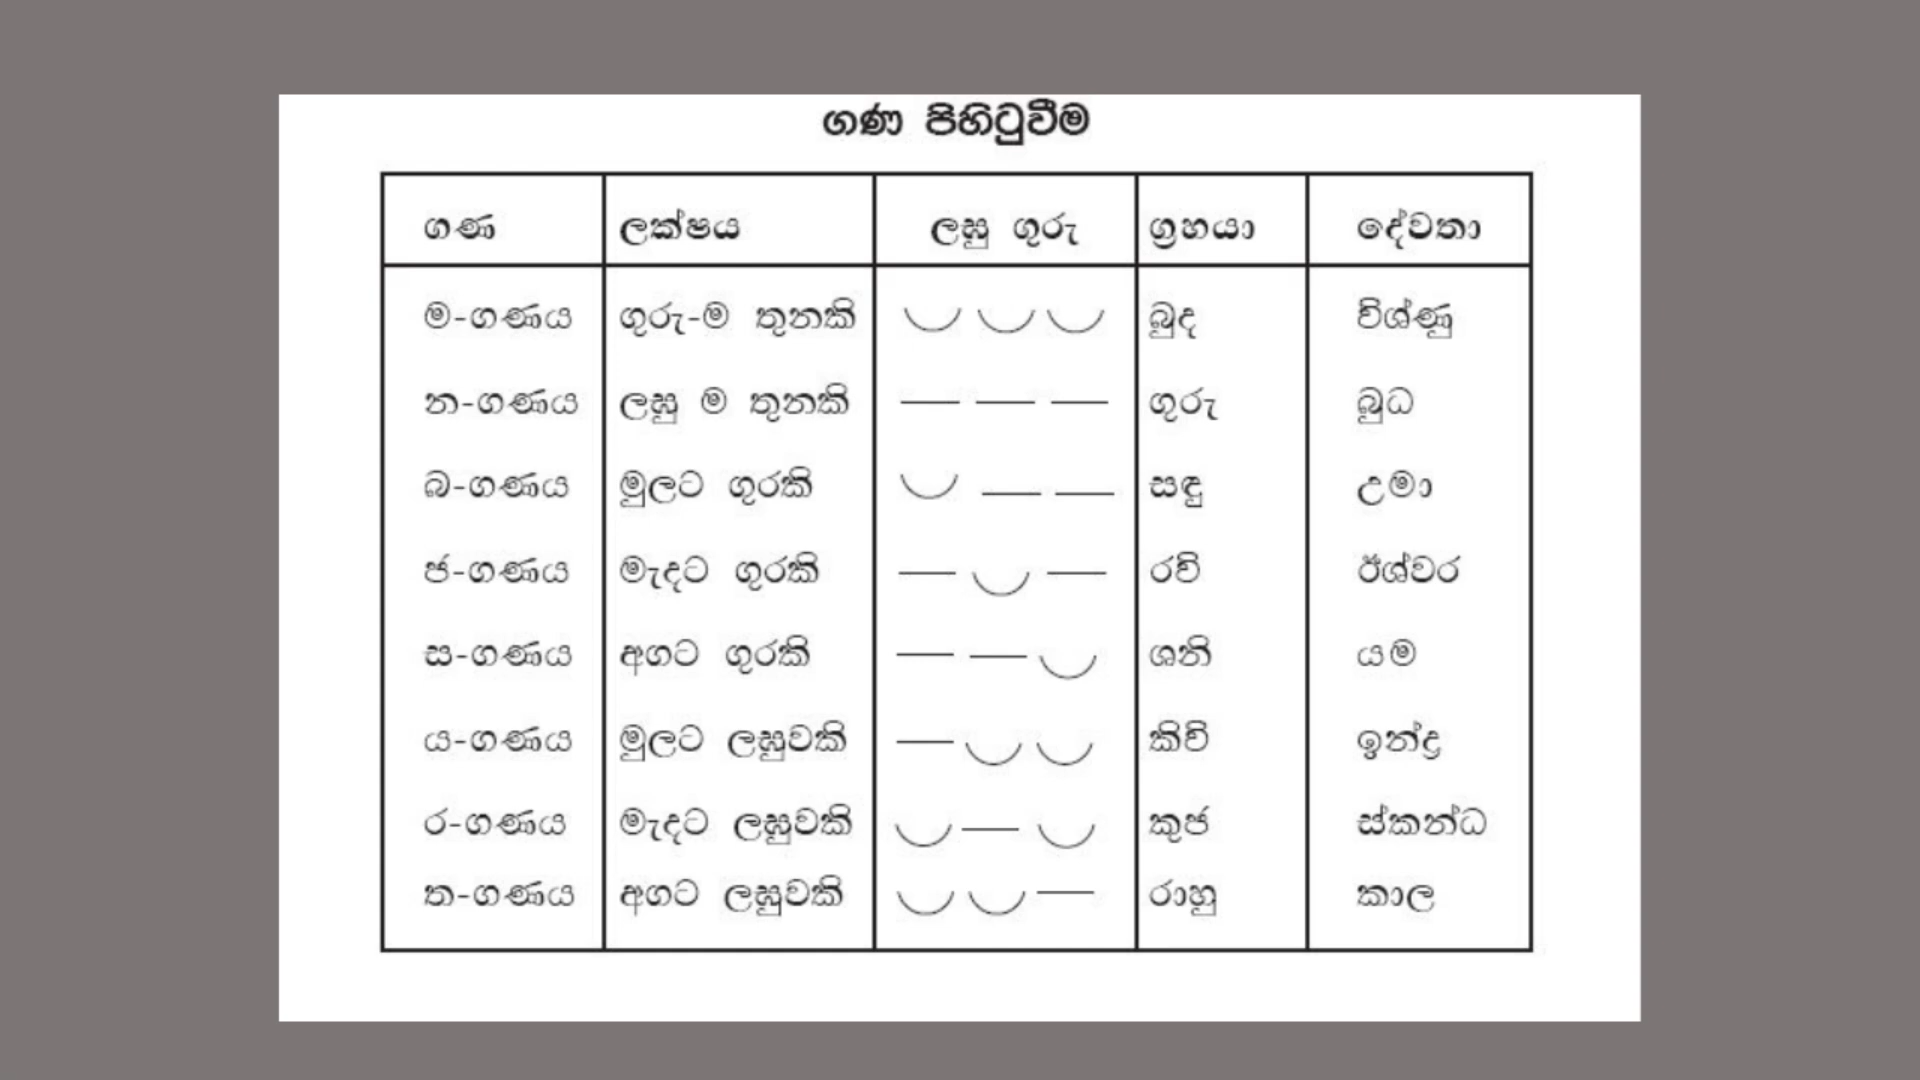 ගණ පිහිටුවීම
ගණ ලක්ෂය ලඝු ගුරු ග්‍රහයා දේවතා
ම-ගණය ගුරු-ම තුනකි ‿ ‿ ‿ බුද විශ්ණු
න-ගණය ලඝු ම තුනකි — — — ගුරු බුධ
බ-ගණය මුලට ගුරකි ‿ — — සඳු උමා
ජ-ගණය මැදට ගුරකි — ‿ — රවි ඊශ්වර
ස-ගණය අගට ගුරකි — — ‿ ශනි යම
ය-ගණය මුලට ලඝුවකි — ‿ ‿ කිවි ඉන්ද්‍ර
ර-ගණය මැදට ලඝුවකි ‿ — ‿ කුජ ස්කන්ධ
ත-ගණය අගට ලඝුවකි ‿ ‿ — රාහු කාල